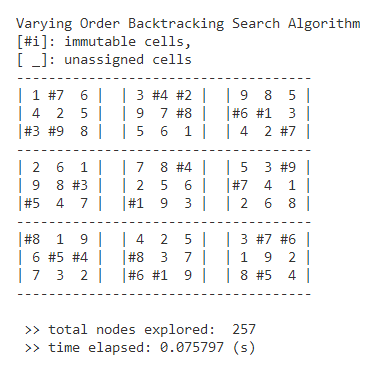 Varying Order Backtracking Search Algorithm
[#i]: immutable cells,
[ _]: unassigned cells
-------------------------------------
|  1 #7  6 |  |  3 #4 #2 |  |  9  8  5 |
|  4  2  5 |  |  9  7 #8 |  | #6 #1  3 |
| #3 #9  8 |  |  5  6  1 |  |  4  2 #7 |
-------------------------------------
|  2  6  1 |  |  7  8 #4 |  |  5  3 #9 |
|  9  8 #3 |  |  2  5  6 |  | #7  4  1 |
| #5  4  7 |  | #1  9  3 |  |  2  6  8 |
-------------------------------------
| #8  1  9 |  |  4  2  5 |  |  3 #7 #6 |
|  6 #5 #4 |  | #8  3  7 |  |  1  9  2 |
|  7  3  2 |  | #6 #1  9 |  |  8 #5  4 |
-------------------------------------
>> total nodes explored:  257
>> time elapsed: 0.075797 (s)